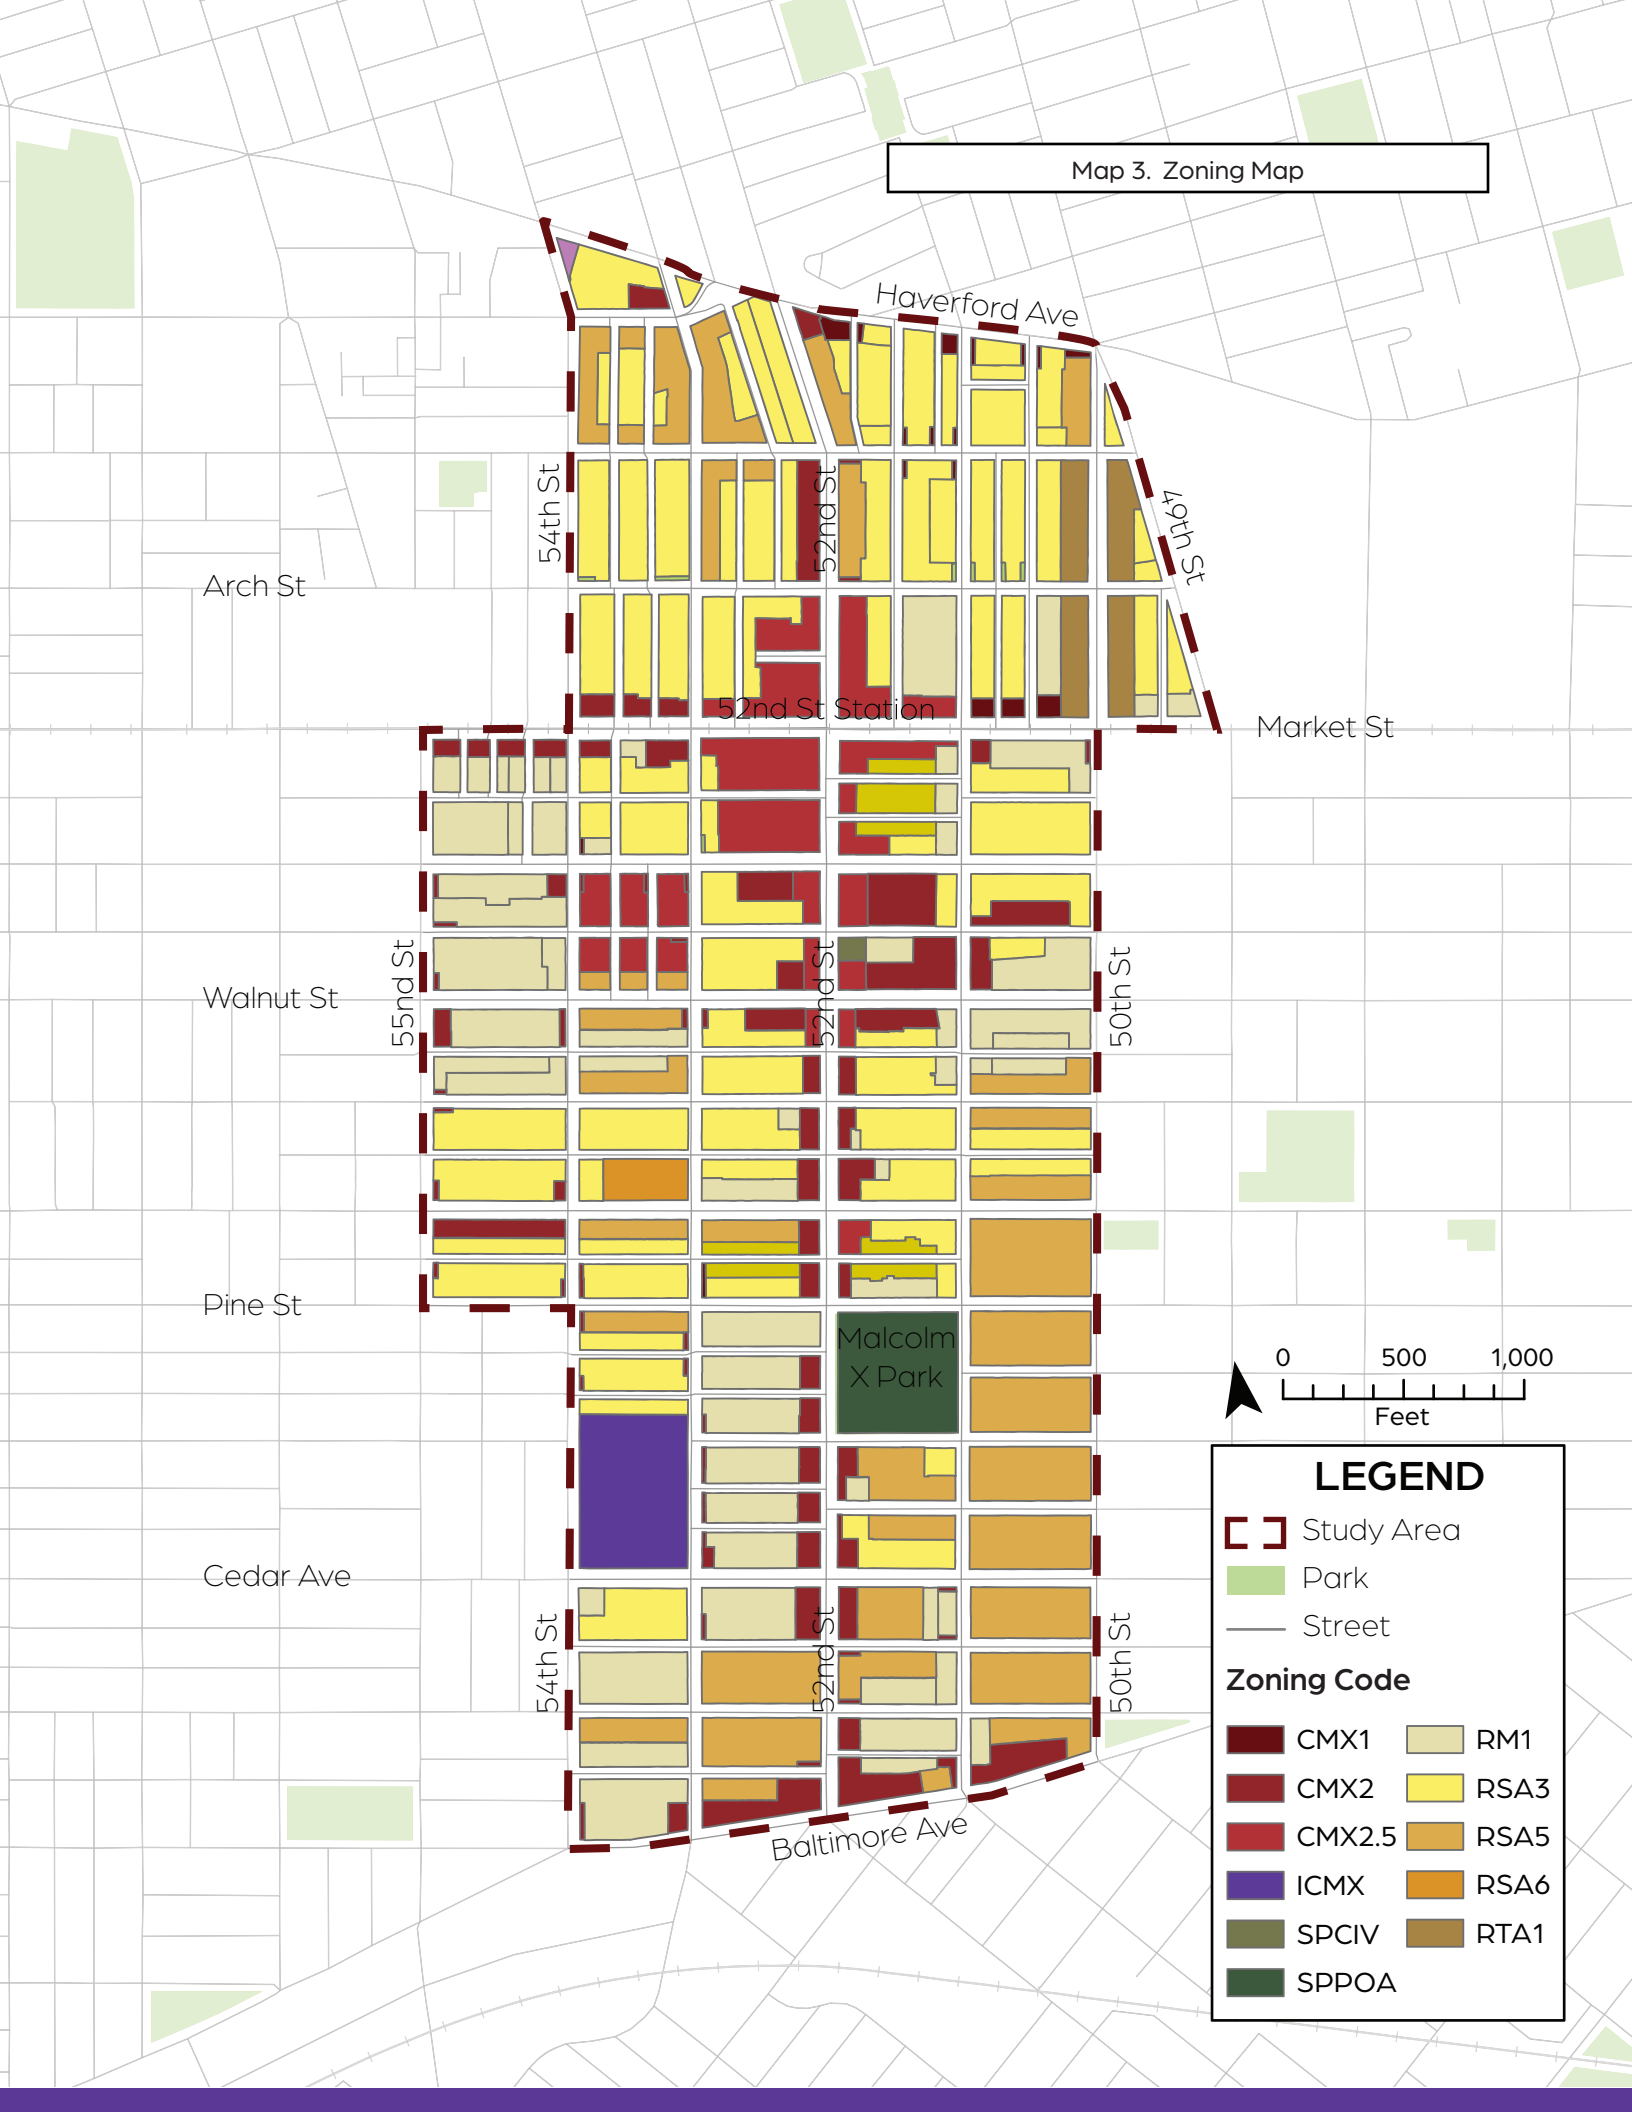 Map 3. Zoning Map
Haverford Ave
54th St
52nd St
49th St
Arch St
52nd St Station
Market St
55nd St
52nd St
50th St
Walnut St
Pine St
Malcolm
X Park
0 500 1,000
Feet
LEGEND
Study Area
Park
Street
Cedar Ave
54th St
52nd St
50th St
Zoning Code
CMX1 RM1
CMX2 RSA3
CMX2.5 RSA5
ICMX RSA6
SPCIV RTA1
SPPOA
Baltimore Ave